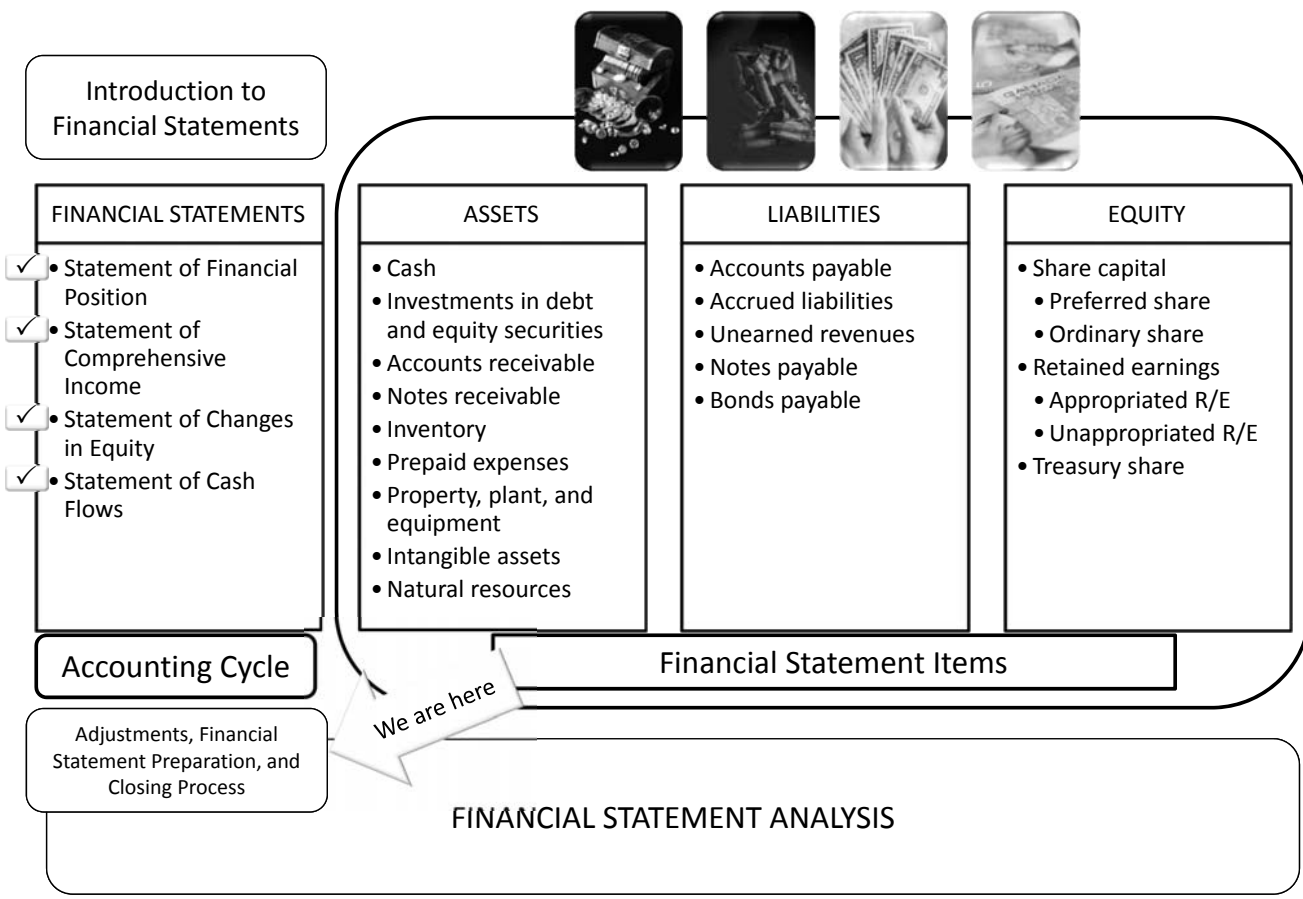 Introduction to
Financial Statements
FINANCIAL STATEMENTS
✓ • Statement of Financial
Position
✓ • Statement of
Comprehensive
Income
✓ • Statement of Changes
in Equity
✓ • Statement of Cash
Flows
ASSETS
• Cash
• Investments in debt
and equity securities
• Accounts receivable
• Notes receivable
• Inventory
• Prepaid expenses
• Property, plant, and
equipment
• Intangible assets
• Natural resources
LIABILITIES
• Accounts payable
• Accrued liabilities
• Unearned revenues
• Notes payable
• Bonds payable
EQUITY
• Share capital
• Preferred share
• Ordinary share
• Retained earnings
• Appropriated R/E
• Unappropriated R/E
• Treasury share
Accounting Cycle
Financial Statement Items
We are here
Adjustments, Financial
Statement Preparation, and
Closing Process
FINANCIAL STATEMENT ANALYSIS